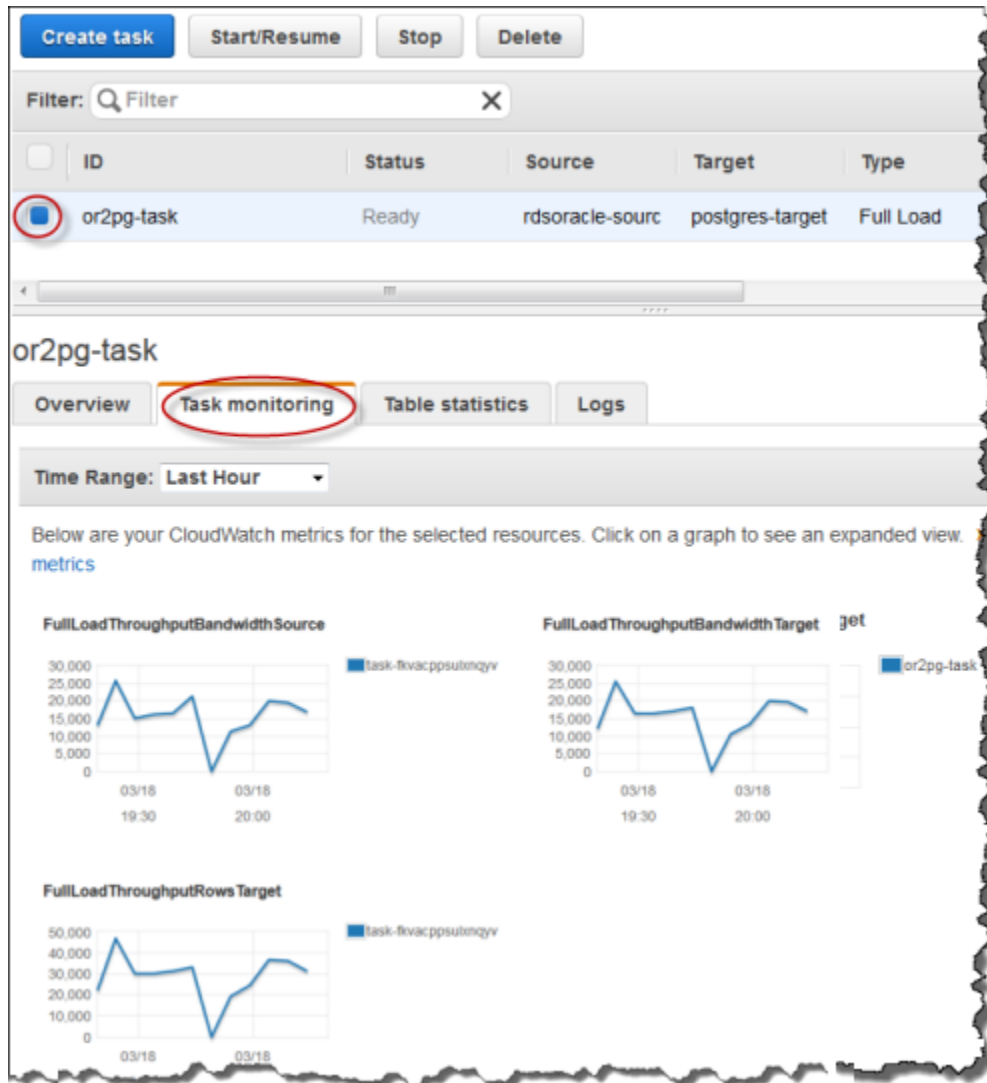 Create task Start/Resume Stop Delete
Filter: Filter
ID Status Source Target Type
or2pg-task Ready rdsoracle-sourc postgres-target Full Load
or2pg-task
Overview Task monitoring Table statistics Logs
Time Range: Last Hour
Below are your CloudWatch metrics for the selected resources. Click on a graph to see an expanded view.
metrics
FullLoadThroughputBandwidthSource
30,000
25,000
20,000
15,000
10,000
5,000
0
03/18 03/18
19:30 20:00
FullLoadThroughputBandwidthTarget
get
30,000
25,000
20,000
15,000
10,000
5,000
0
03/18 03/18
19:30 20:00
or2pg-task
FullLoadThroughputRowsTarget
50,000
40,000
30,000
20,000
10,000
0
03/18 03/18